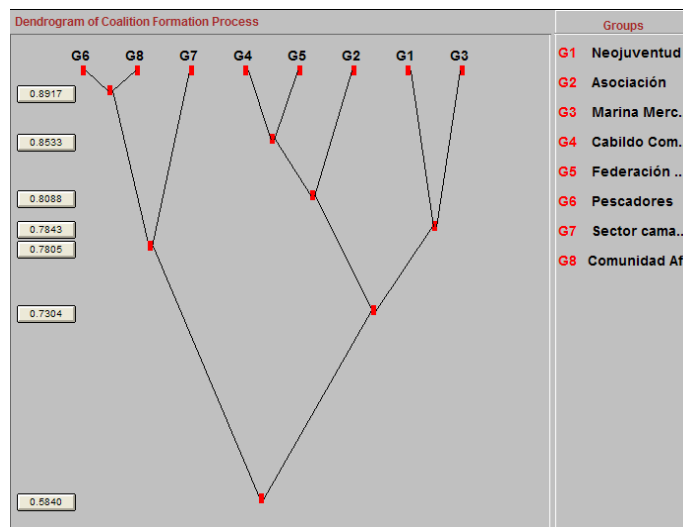 Dendrogram of Coalition Formation Process
Groups
G6 G8 G7 G4 G5 G2 G1 G3
0.8917
0.8533
0.8088
0.7843
0.7805
0.7304
0.5840
G1 Neojuventud
G2 Asociación
G3 Marina Merc.
G4 Cabildo Com.
G5 Federación ..
G6 Pescadores
G7 Sector cama..
G8 Comunidad Af